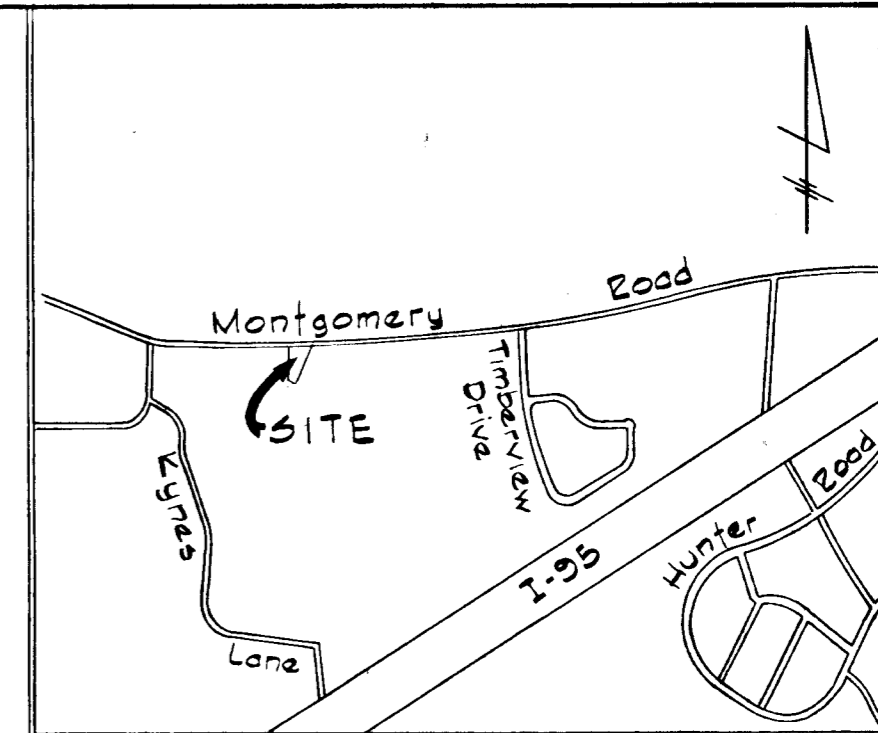 Montgomery Road
SITE
Timberview
Drive
Kynes
Lane
I-95
Hunter Road
N